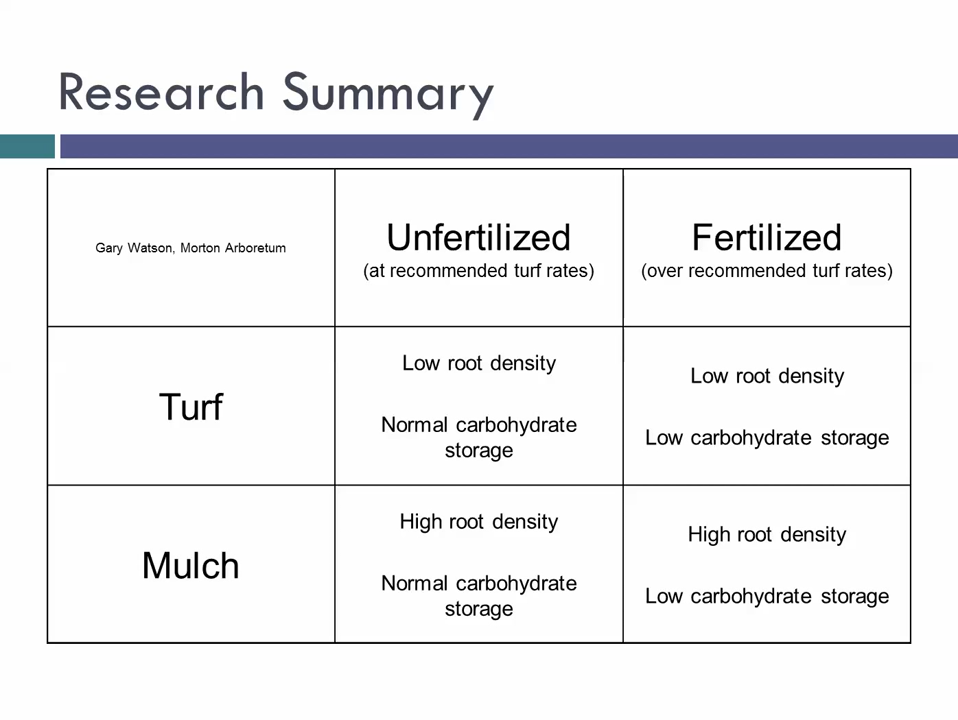 Research Summary
Gary Watson, Morton Arboretum
Unfertilized
(at recommended turf rates)
Fertilized
(over recommended turf rates)
Turf
Low root density
Normal carbohydrate
storage
Low root density
Low carbohydrate storage
Mulch
High root density
Normal carbohydrate
storage
High root density
Low carbohydrate storage